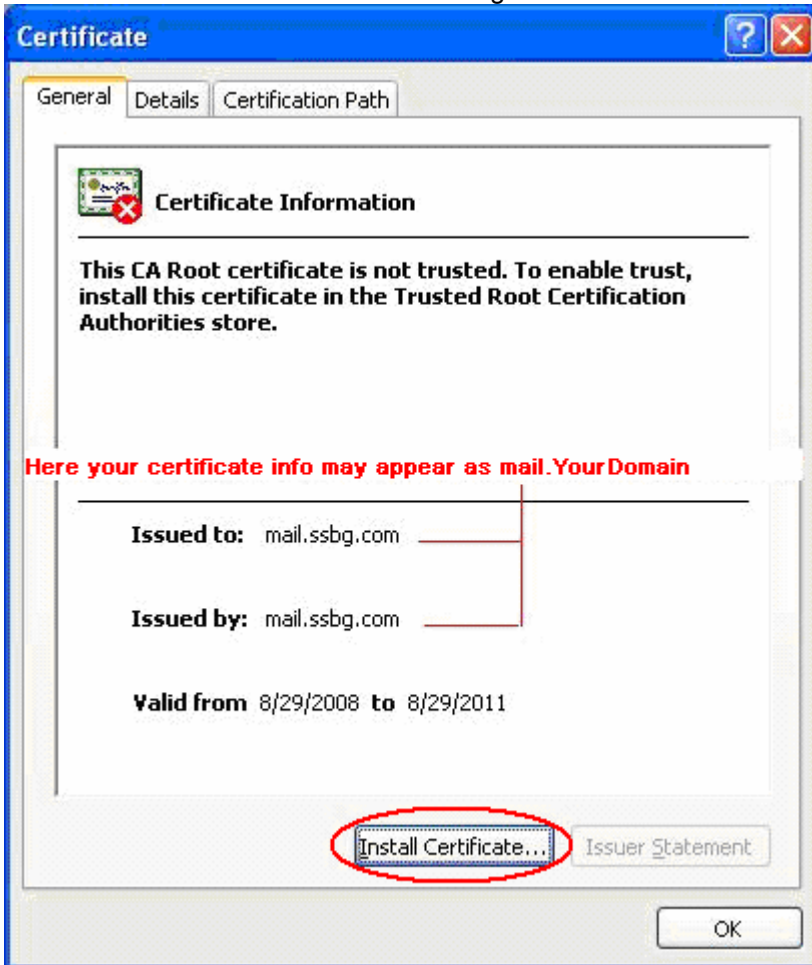 Certificate
General Details Certification Path
Certificate Information
This CA Root certificate is not trusted. To enable trust,
install this certificate in the Trusted Root Certification
Authorities store.
Here your certificate info may appear as mail.YourDomain
Issued to: mail.ssbg.com
Issued by: mail.ssbg.com
Valid from 8/29/2008 to 8/29/2011
Install Certificate... Issuer Statement
OK